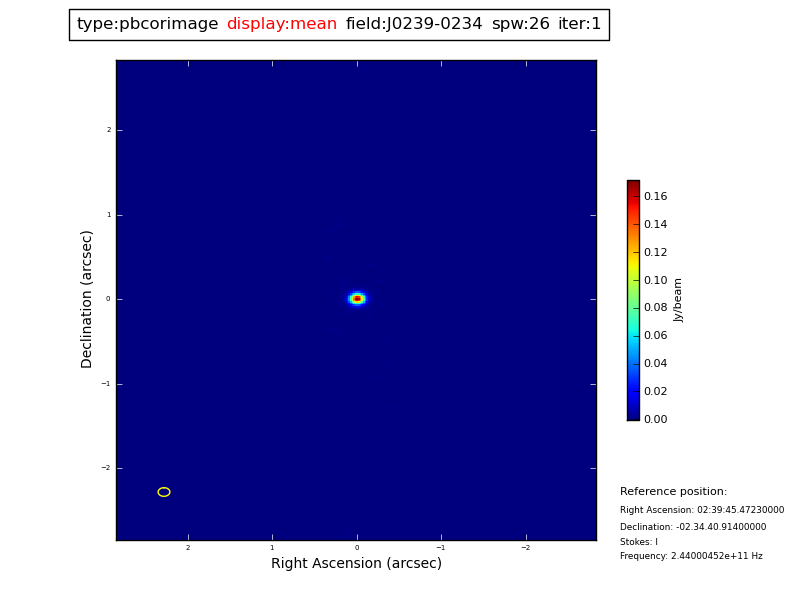 type:pbcorimage display:mean field:J0239-0234 spw:26 iter:1
2
1
0
−1
−2
Declination (arcsec)
2
1
0
−1
−2
Right Ascension (arcsec)
0.16
0.14
0.12
0.10
0.08
0.06
0.04
0.02
0.00
Jy/beam
Reference position:
Right Ascension: 02:39:45.47230000
Declination: -02.34.40.91400000
Stokes: I
Frequency: 2.44000452e+11 Hz